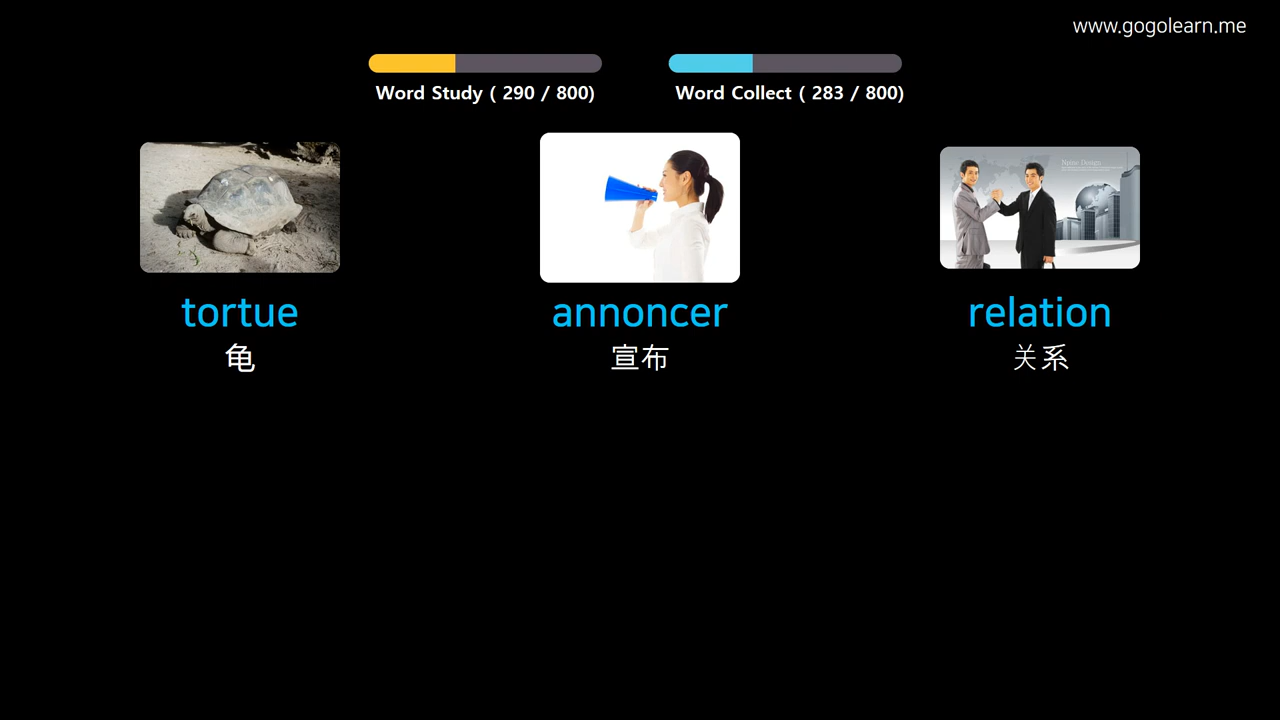 www.gogolearn.me
Word Study ( 290 / 800)
Word Collect ( 283 / 800)
tortue
annoncer
relation
龟
宣布
关系